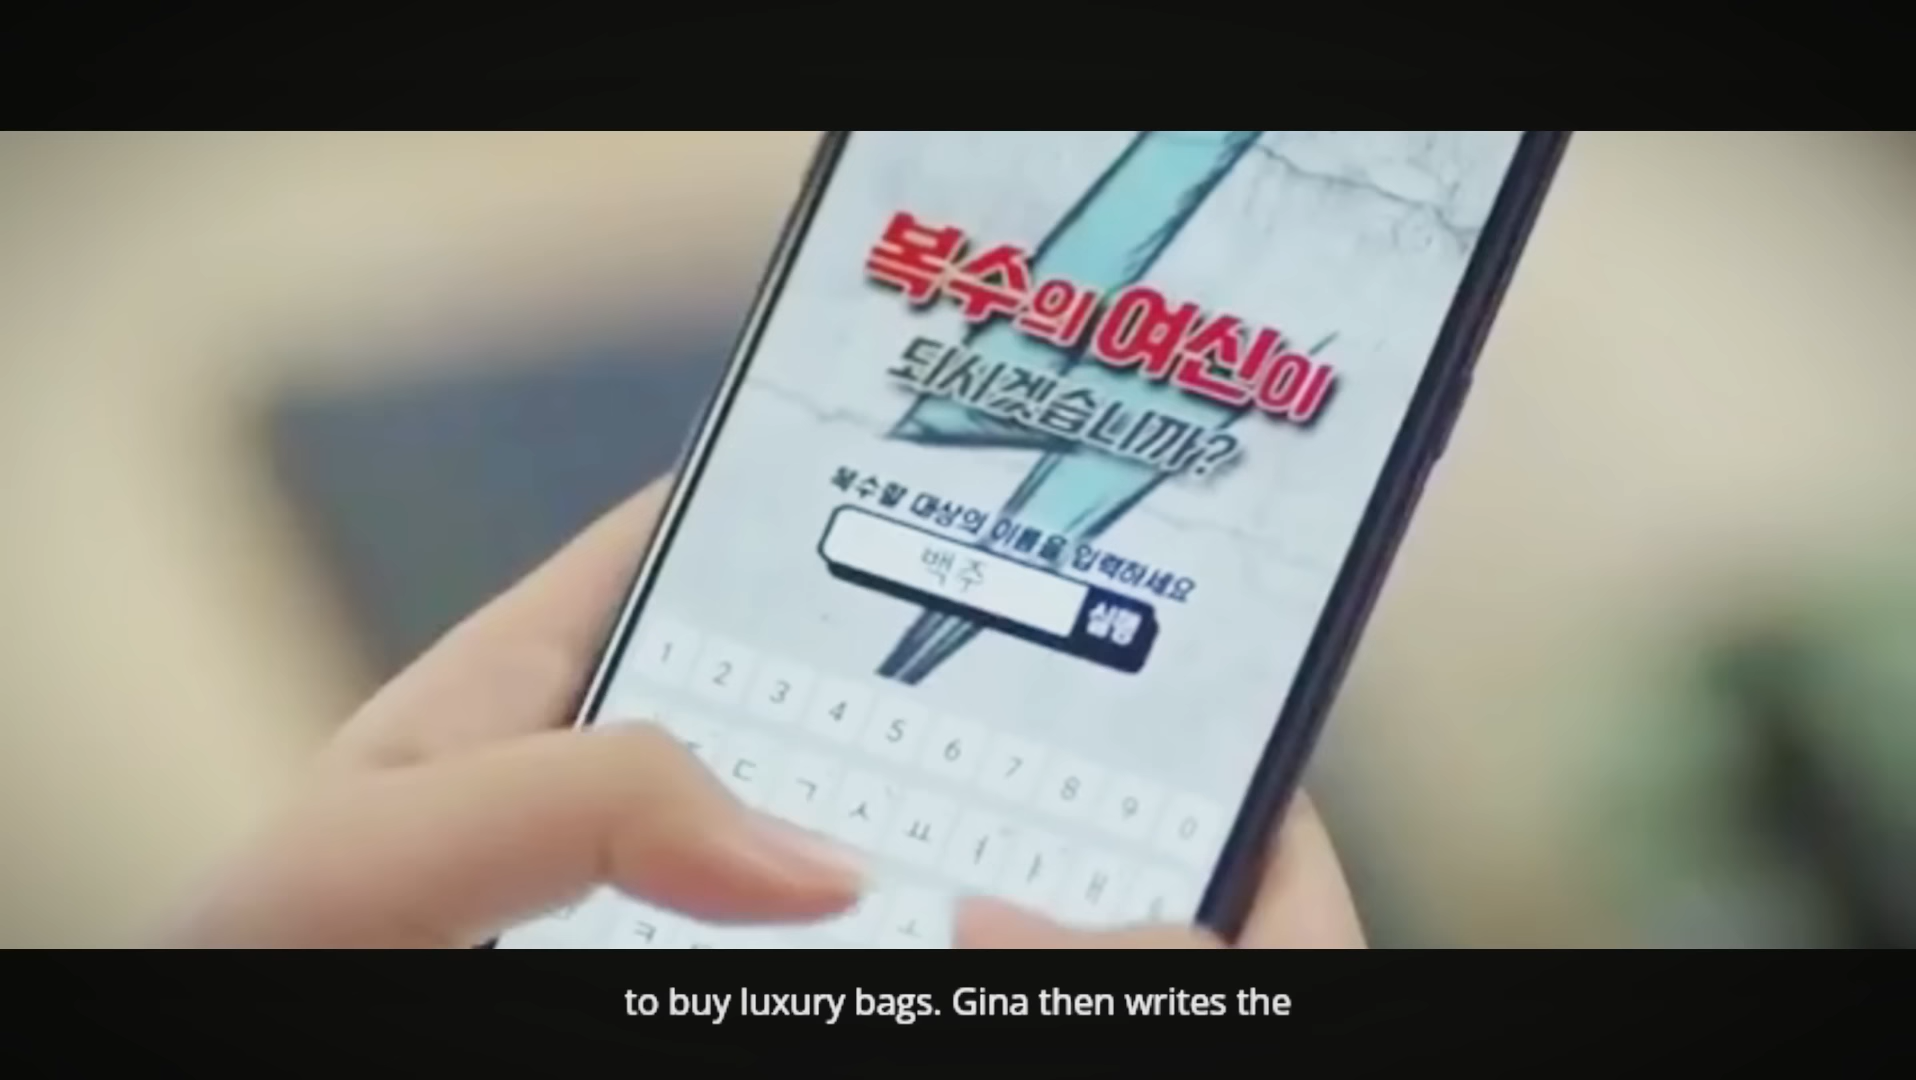 복수의 여신이
되시겠습니까?
복수할 대상의 이름을 입력하세요
백주
실행
1 2 3 4 5 6 7 8 9 0
ㄷ ㄱ ㅅ ㅛ ㅕ ㅑ ㅐ
ㅋ ㅗ
to buy luxury bags. Gina then writes the